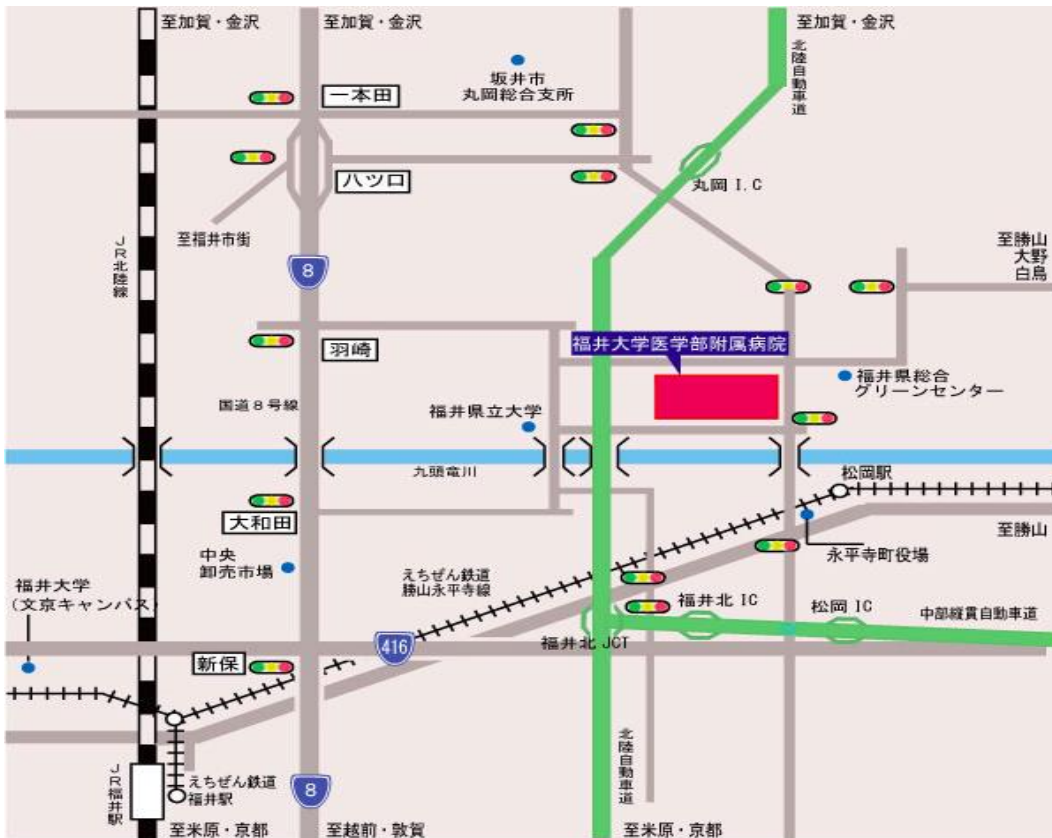 至加賀・金沢
至加賀・金沢
至加賀・金沢
北陸自動車道
坂井市
丸岡総合支所
一本田
八ツ口
丸岡 I.C
至福井市街
JR北陸線
8
至勝山
大野
白鳥
羽崎
福井大学医学部附属病院
福井県総合
グリーンセンター
国道8号線
福井県立大学
九頭竜川
松岡駅
大和田
至勝山
中央
卸売市場
永平寺町役場
福井大学
(文京キャンパス)
えちぜん鉄道
勝山永平寺線
福井北 IC
松岡 IC
中部縦貫自動車道
416
福井北 JCT
新保
北陸自動車道
JR福井駅
えちぜん鉄道
福井駅
8
至米原・京都
至越前・敦賀
至米原・京都